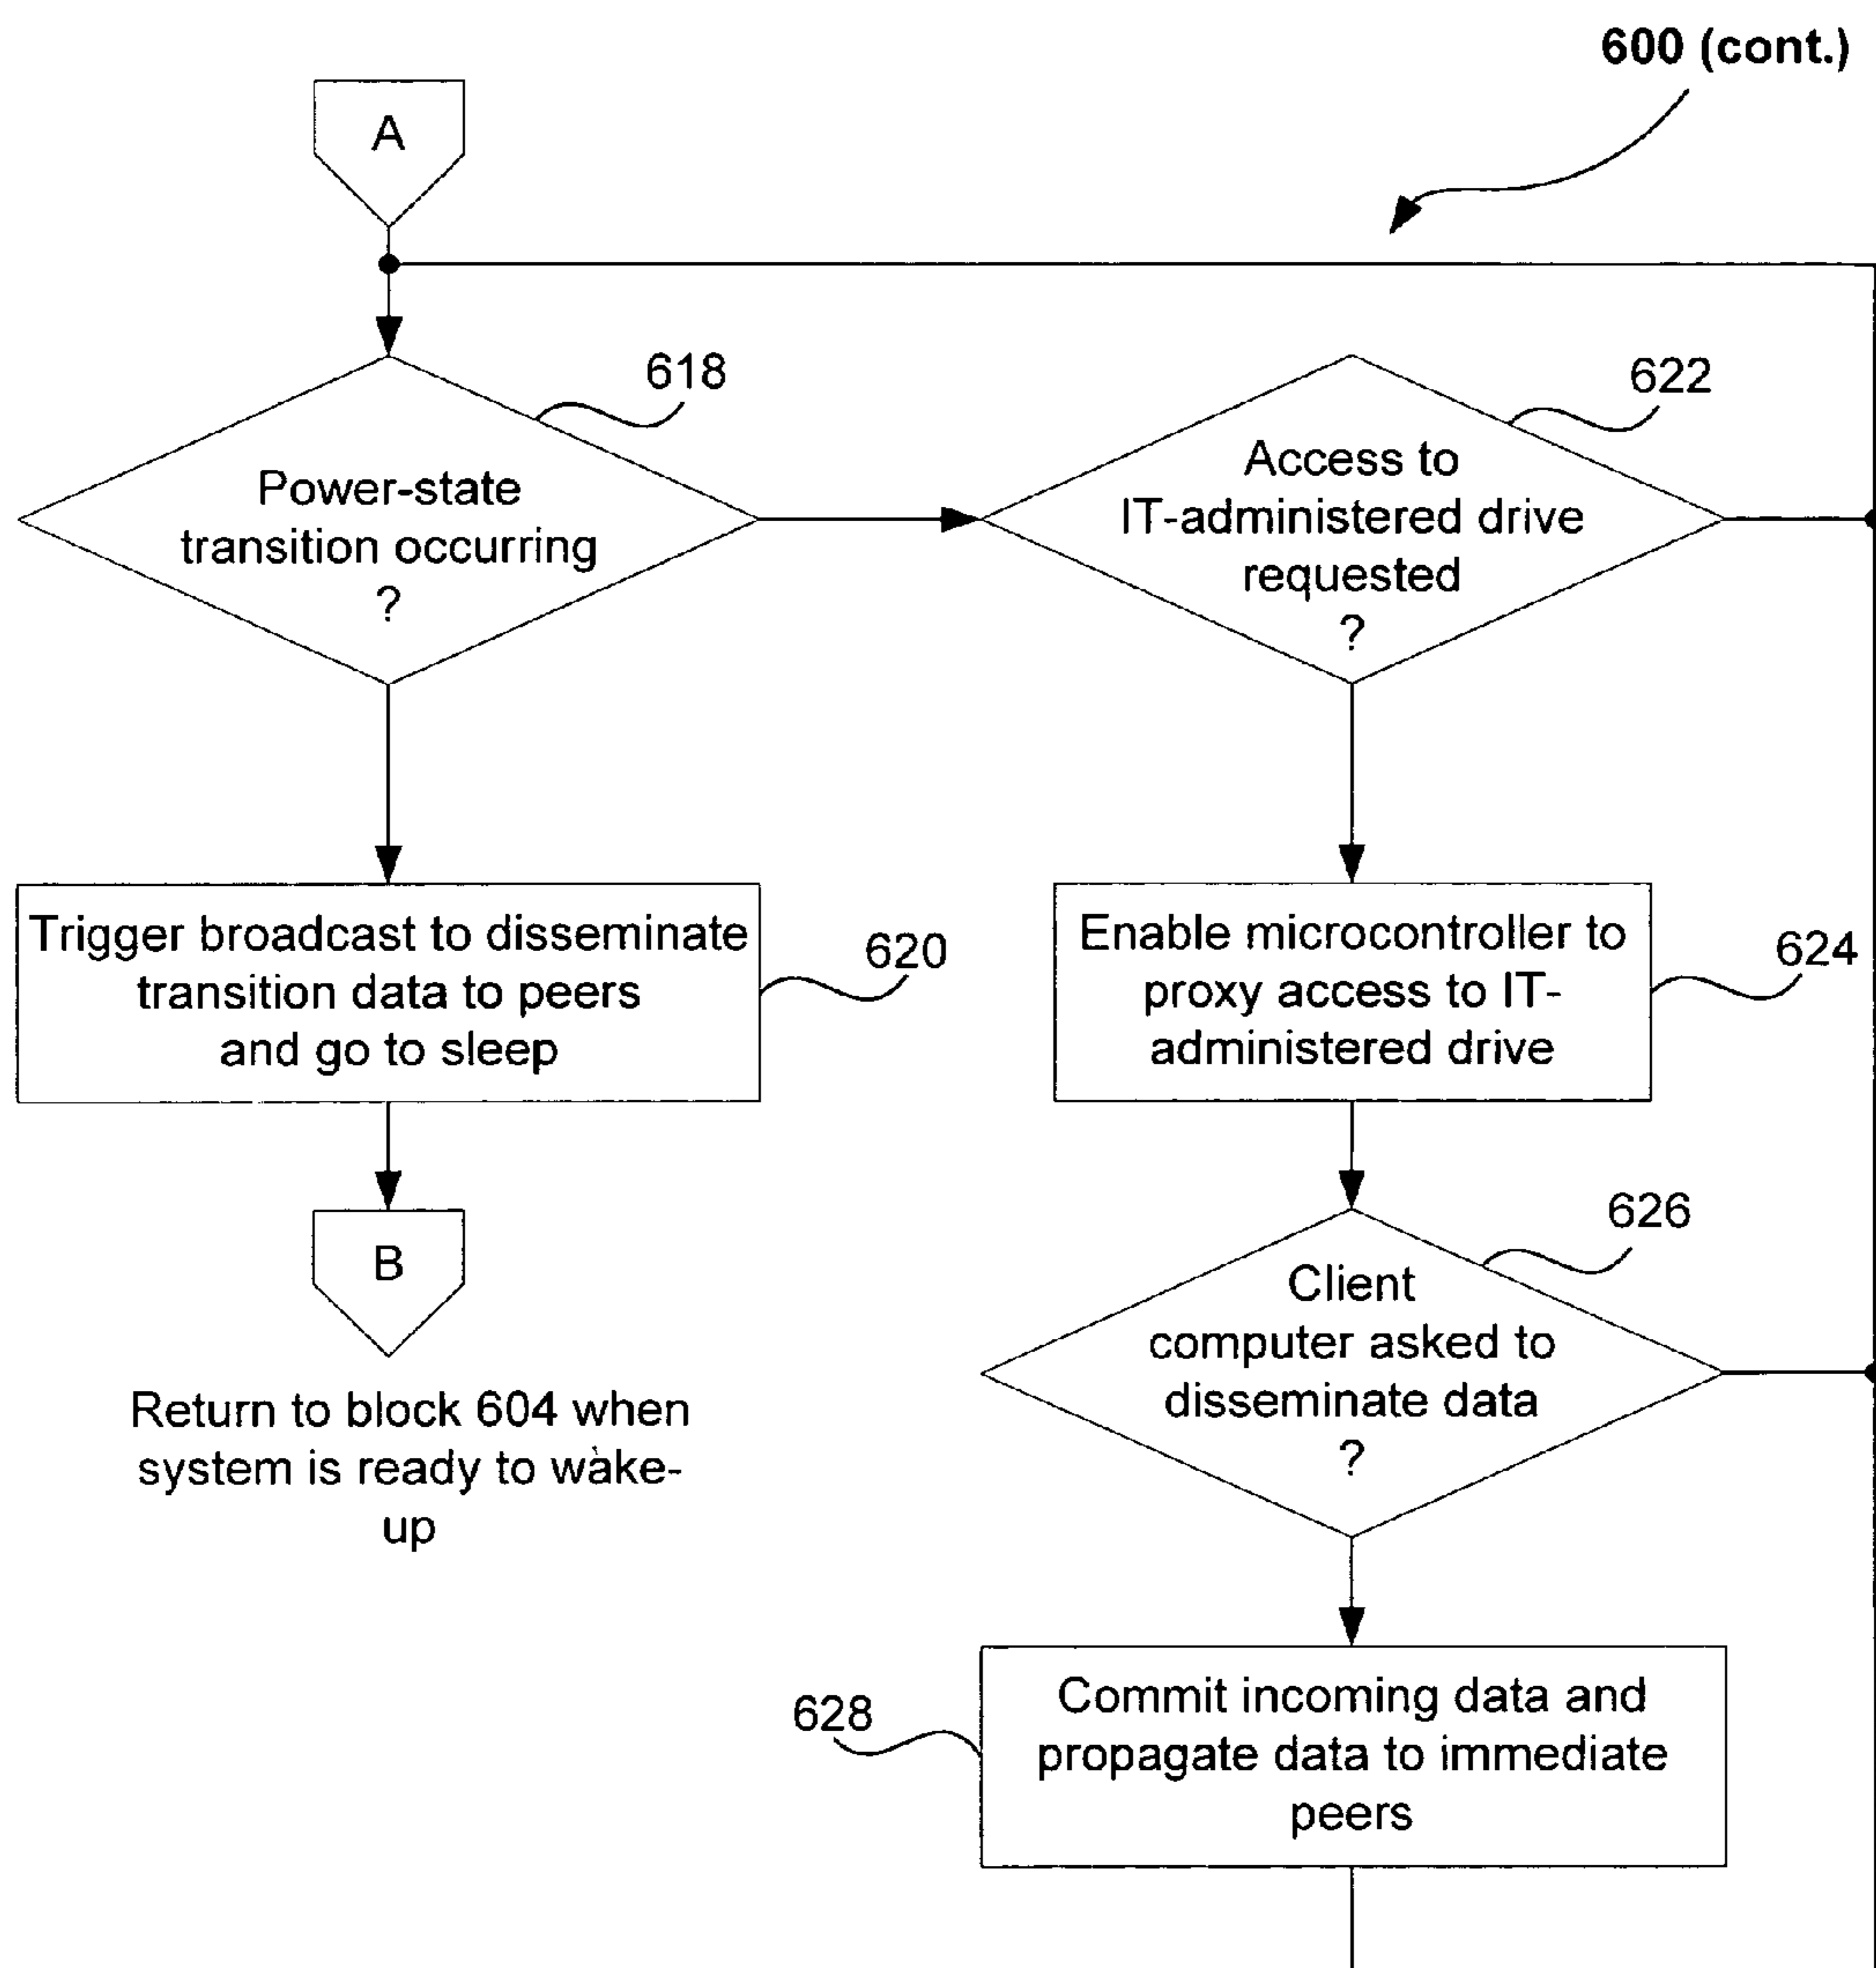 600 (cont.)
A
618
Power-state
transition occurring
?
622
Access to
IT-administered drive
requested
?
Trigger broadcast to disseminate
transition data to peers
and go to sleep
620
Enable microcontroller to
proxy access to IT-
administered drive
624
B
Return to block 604 when
system is ready to wake-
up
626
Client
computer asked to
disseminate data
?
628
Commit incoming data and
propagate data to immediate
peers